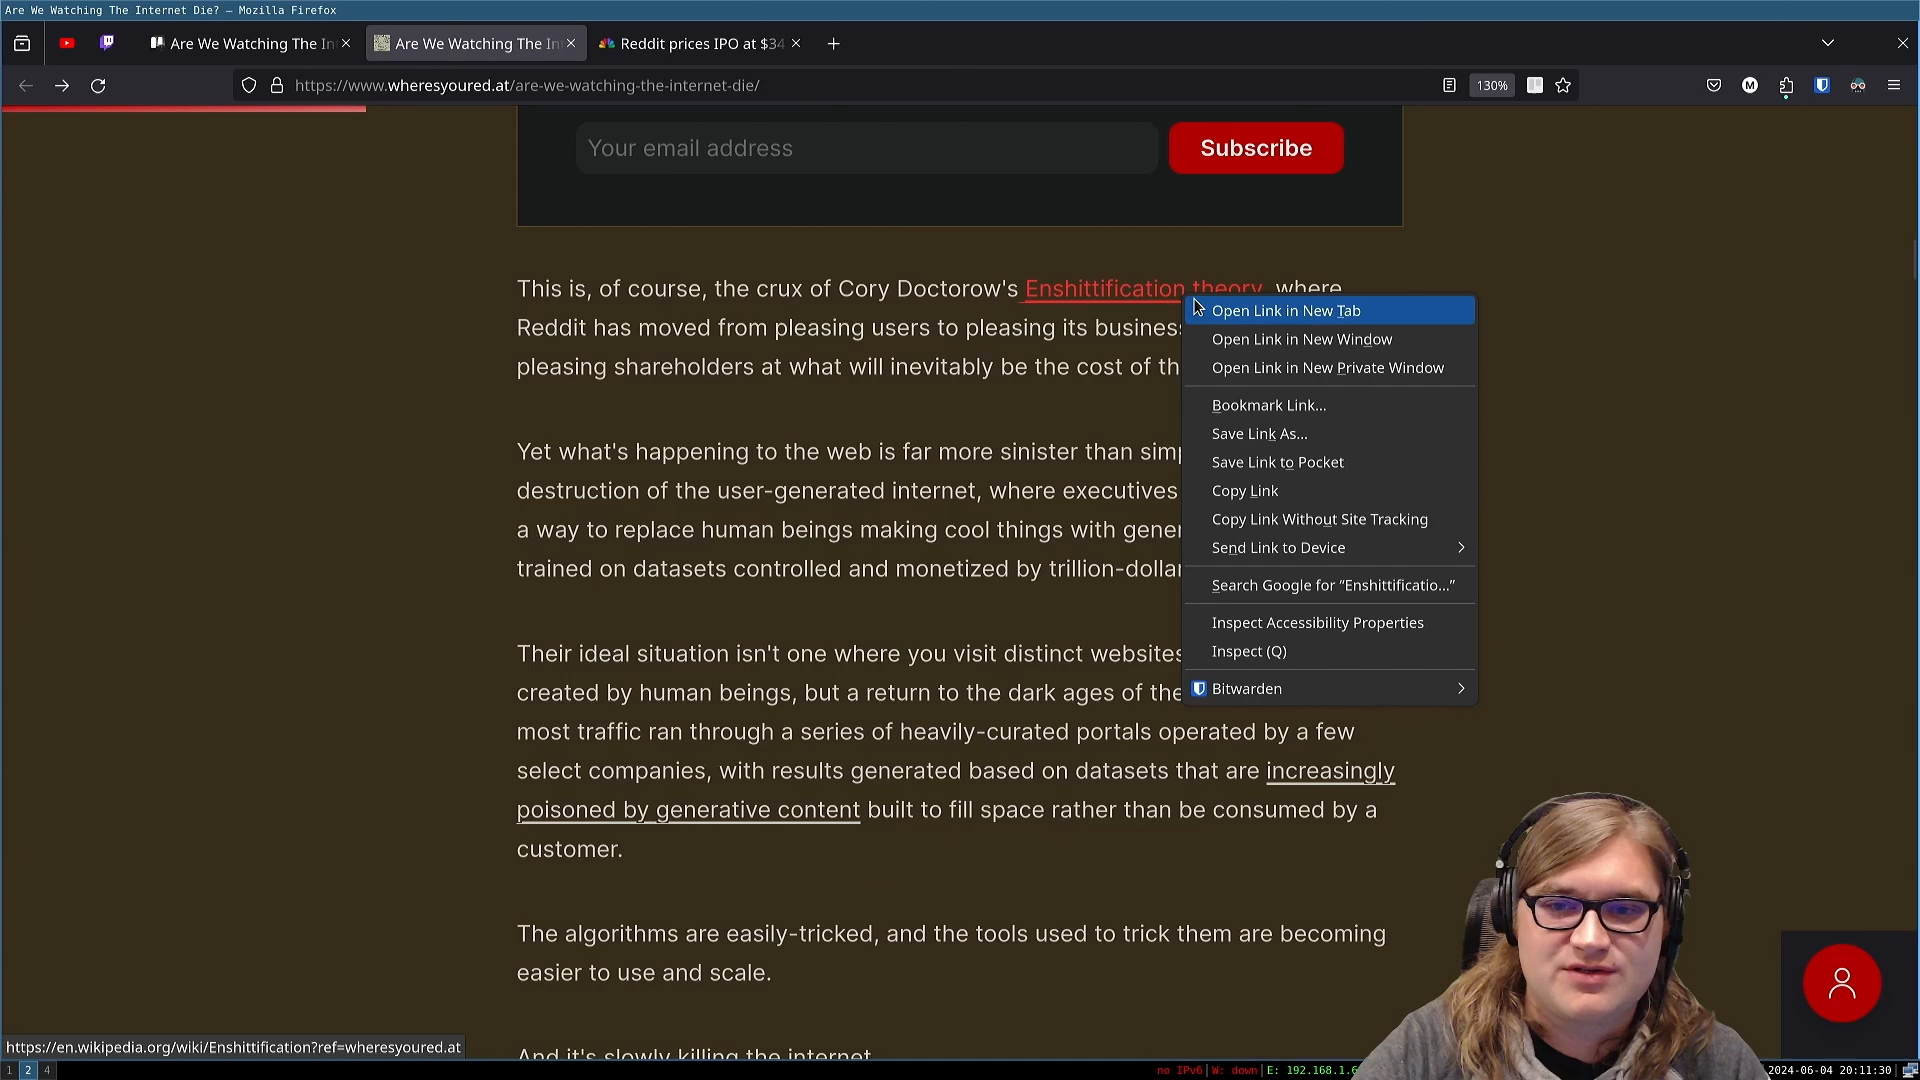 Are We Watching The Internet Die? — Mozilla Firefox
Are We Watching The In
Are We Watching The In
Reddit prices IPO at $34
https://www.wheresyoured.at/are-we-watching-the-internet-die/
130%
M
Your email address
Subscribe
This is, of course, the crux of Cory Doctorow's Enshittification theory, where
Reddit has moved from pleasing users to pleasing its business
pleasing shareholders at what will inevitably be the cost of th
Yet what's happening to the web is far more sinister than simp
destruction of the user-generated internet, where executives
a way to replace human beings making cool things with gener
trained on datasets controlled and monetized by trillion-dollar
Their ideal situation isn't one where you visit distinct websites
created by human beings, but a return to the dark ages of the
most traffic ran through a series of heavily-curated portals operated by a few
select companies, with results generated based on datasets that are increasingly
poisoned by generative content built to fill space rather than be consumed by a
customer.
The algorithms are easily-tricked, and the tools used to trick them are becoming
easier to use and scale.
And it's slowly killing the internet.
Open Link in New Tab
Open Link in New Window
Open Link in New Private Window
Bookmark Link...
Save Link As...
Save Link to Pocket
Copy Link
Copy Link Without Site Tracking
Send Link to Device
Search Google for “Enshittificatio...”
Inspect Accessibility Properties
Inspect (Q)
Bitwarden
https://en.wikipedia.org/wiki/Enshittification?ref=wheresyoured.at
1 2 4
no IPv6|W: down|E: 192.168.1.6
2024-06-04 20:11:30